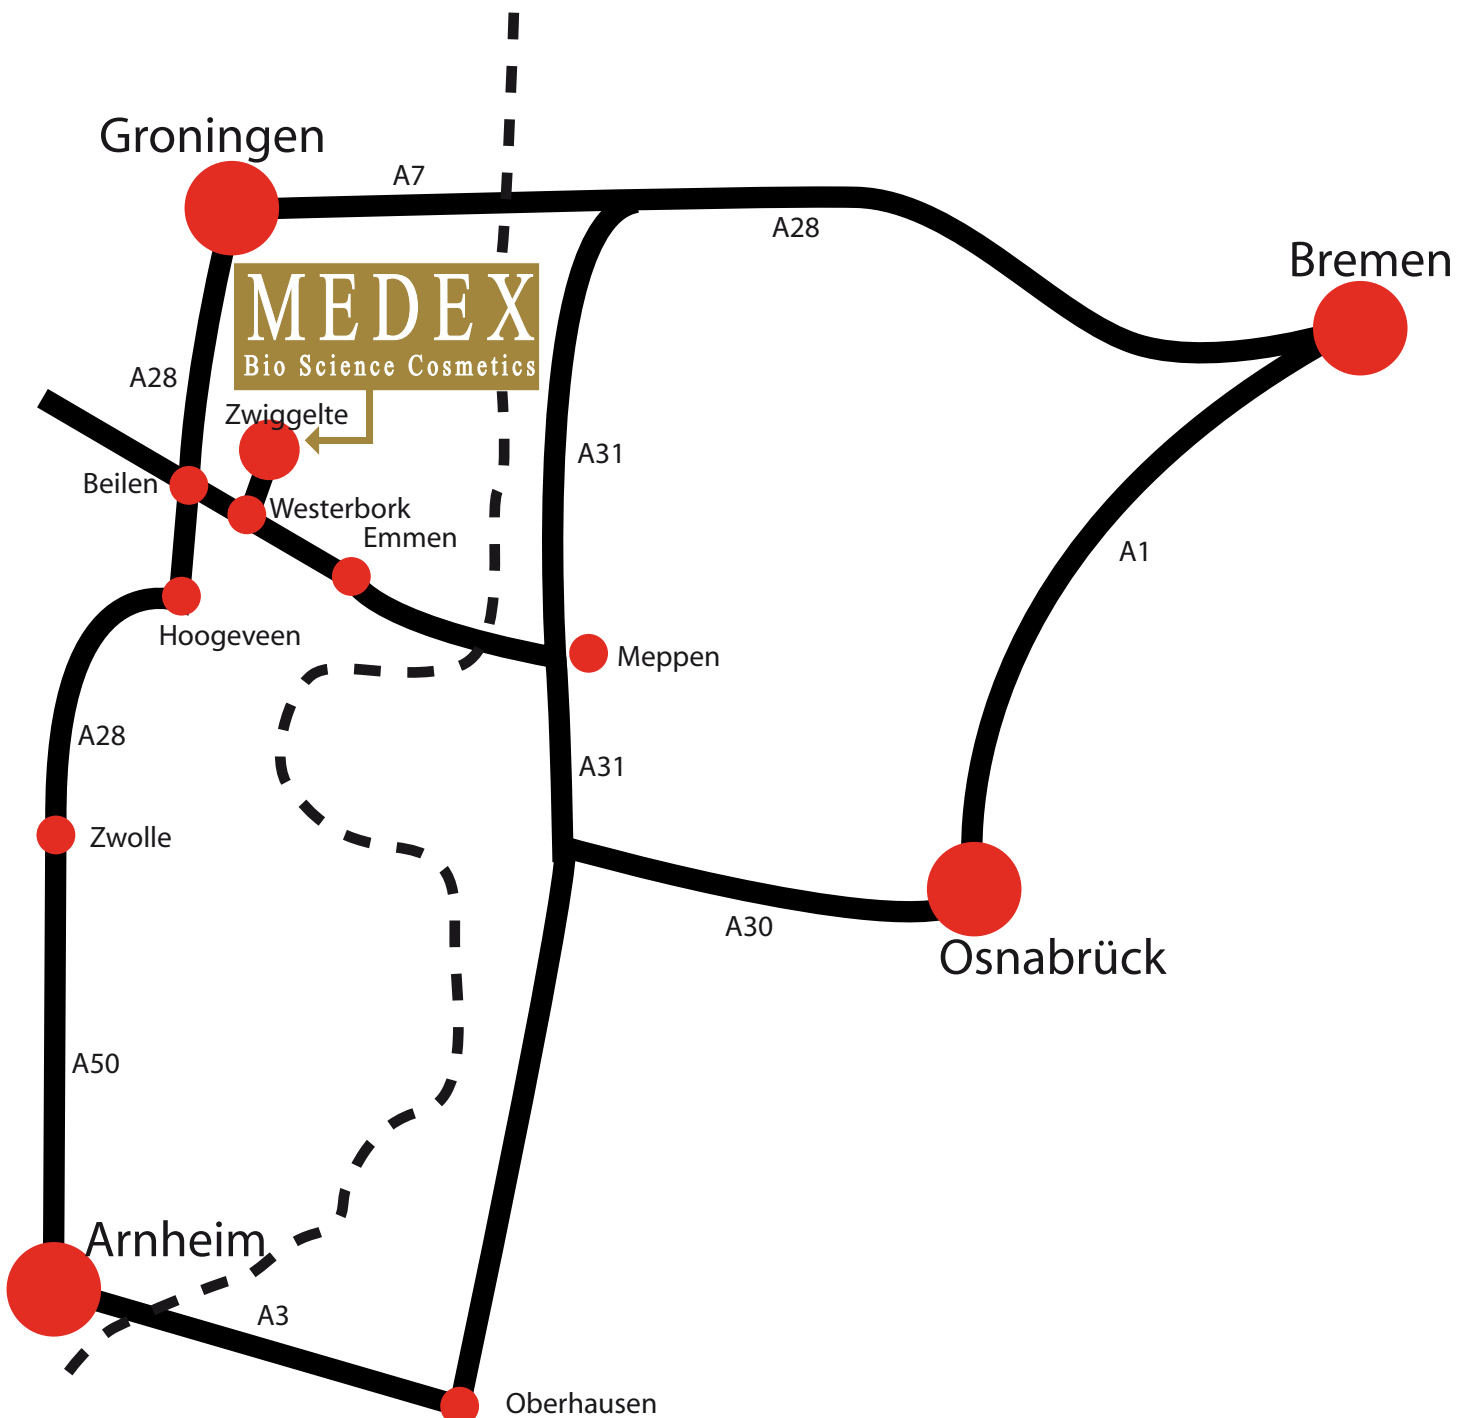 Groningen
A7
A28
Bremen
MEDEX
Bio Science Cosmetics
A28
Zwiggelte
A31
Beilen
Westerbork
Emmen
A1
Hoogeveen
Meppen
A28
A31
Zwolle
A30
Osnabrück
A50
Arnheim
A3
Oberhausen